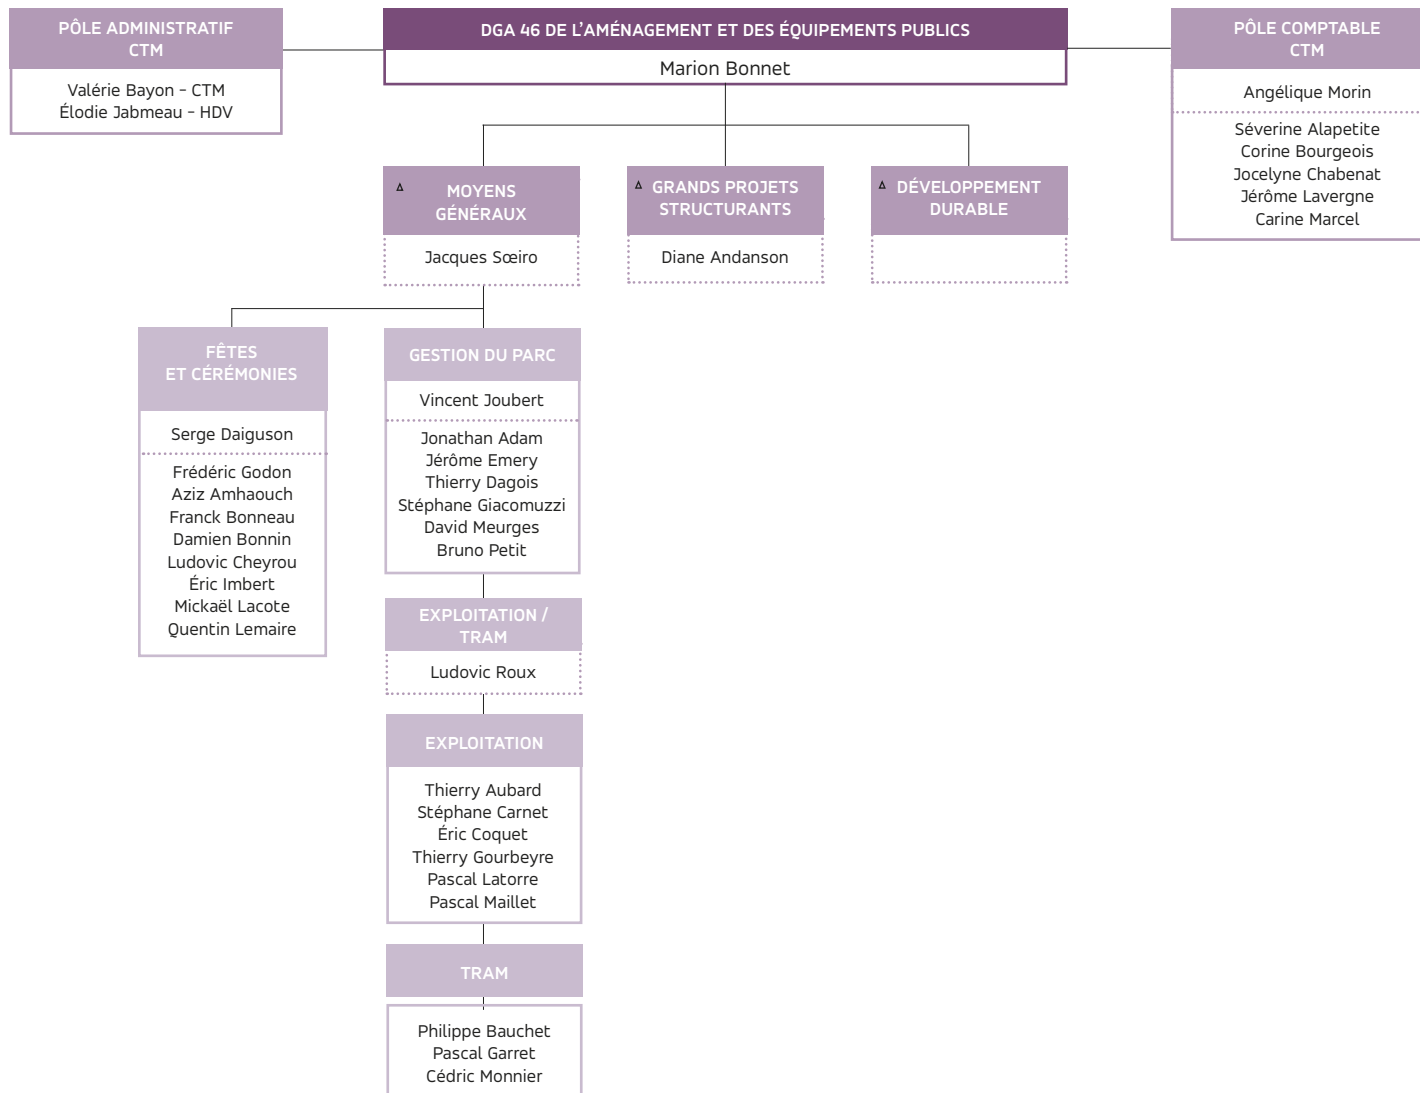 PÔLE ADMINISTRATIF
CTM
Valérie Bayon – CTM
Élodie Jabmeau – HDV
DGA 46 DE L'AMÉNAGEMENT ET DES ÉQUIPEMENTS PUBLICS
Marion Bonnet
PÔLE COMPTABLE
CTM
Angélique Morin
Séverine Alapetite
Corine Bourgeois
Jocelyne Chabenat
Jérôme Lavergne
Carine Marcel
MOYENS
GÉNÉRAUX
Jacques Sœiro
GRANDS PROJETS
STRUCTURANTS
Diane Andanson
DÉVELOPPEMENT
DURABLE
FÊTES
ET CÉRÉMONIES
Serge Daiguson
Frédéric Godon
Aziz Amhaouch
Franck Bonneau
Damien Bonnin
Ludovic Cheyrou
Éric Imbert
Mickaël Lacote
Quentin Lemaire
GESTION DU PARC
Vincent Joubert
Jonathan Adam
Jérôme Emery
Thierry Dagois
Stéphane Giacomuzzi
David Meurges
Bruno Petit
EXPLOITATION /
TRAM
Ludovic Roux
EXPLOITATION
Thierry Aubard
Stéphane Carnet
Éric Coquet
Thierry Gourbeyre
Pascal Latorre
Pascal Maillet
TRAM
Philippe Bauchet
Pascal Garret
Cédric Monnier